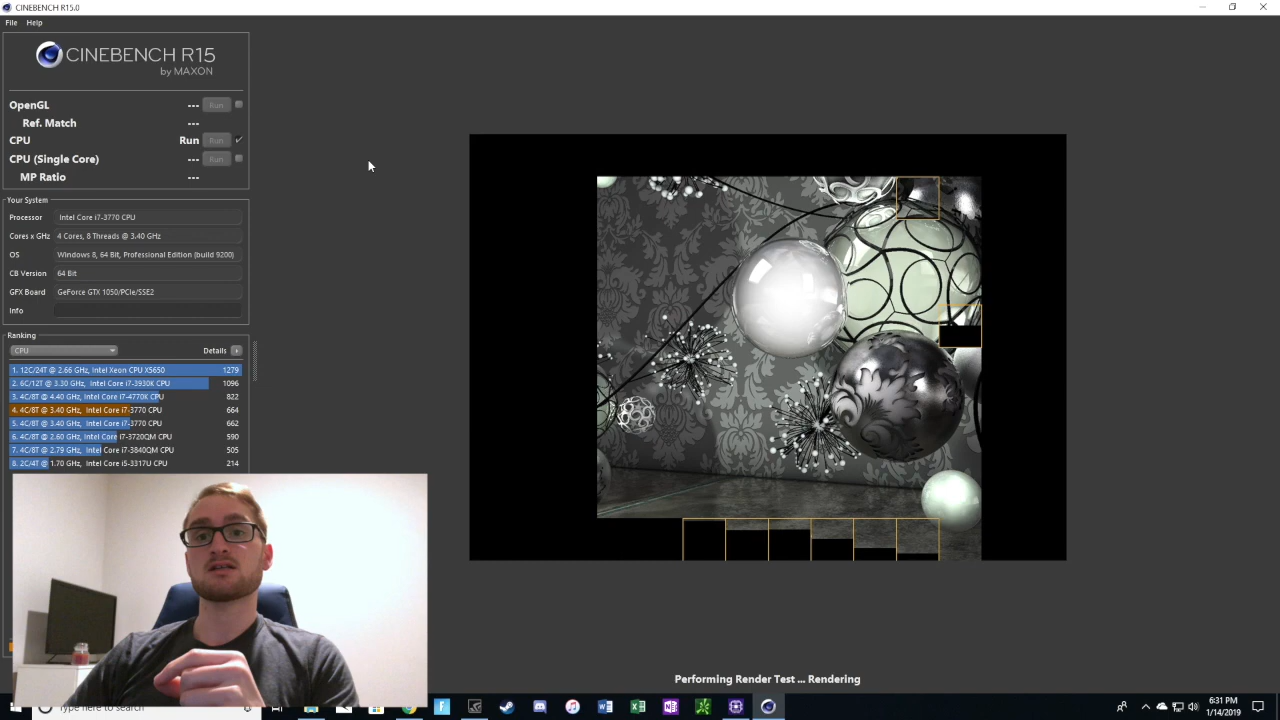 CINEBENCH R15.0
File Help
CINEBENCH R15
by MAXON
OpenGL --- Run
Ref. Match ---
CPU Run Run
CPU (Single Core) --- Run
MP Ratio ---
Your System
Processor Intel Core i7-3770 CPU
Cores x GHz 4 Cores, 8 Threads @ 3.40 GHz
OS Windows 8, 64 Bit, Professional Edition (build 9200)
CB Version 64 Bit
GFX Board GeForce GTX 1050/PCIe/SSE2
Info
Ranking
CPU Details
1. 12C/24T @ 2.66 GHz, Intel Xeon CPU X5650 1279
2. 6C/12T @ 3.30 GHz, Intel Core i7-3930K CPU 1096
3. 4C/8T @ 4.40 GHz, Intel Core i7-4770K CPU 822
4. 4C/8T @ 3.40 GHz, Intel Core i7-3770 CPU 664
5. 4C/8T @ 3.40 GHz, Intel Core i7-3770 CPU 662
6. 4C/8T @ 2.60 GHz, Intel Core i7-3720QM CPU 590
7. 4C/8T @ 2.79 GHz, Intel Core i7-3840QM CPU 505
8. 2C/4T @ 1.70 GHz, Intel Core i5-3317U CPU 214
Performing Render Test ... Rendering
Type here to search
6:31 PM
1/14/2019